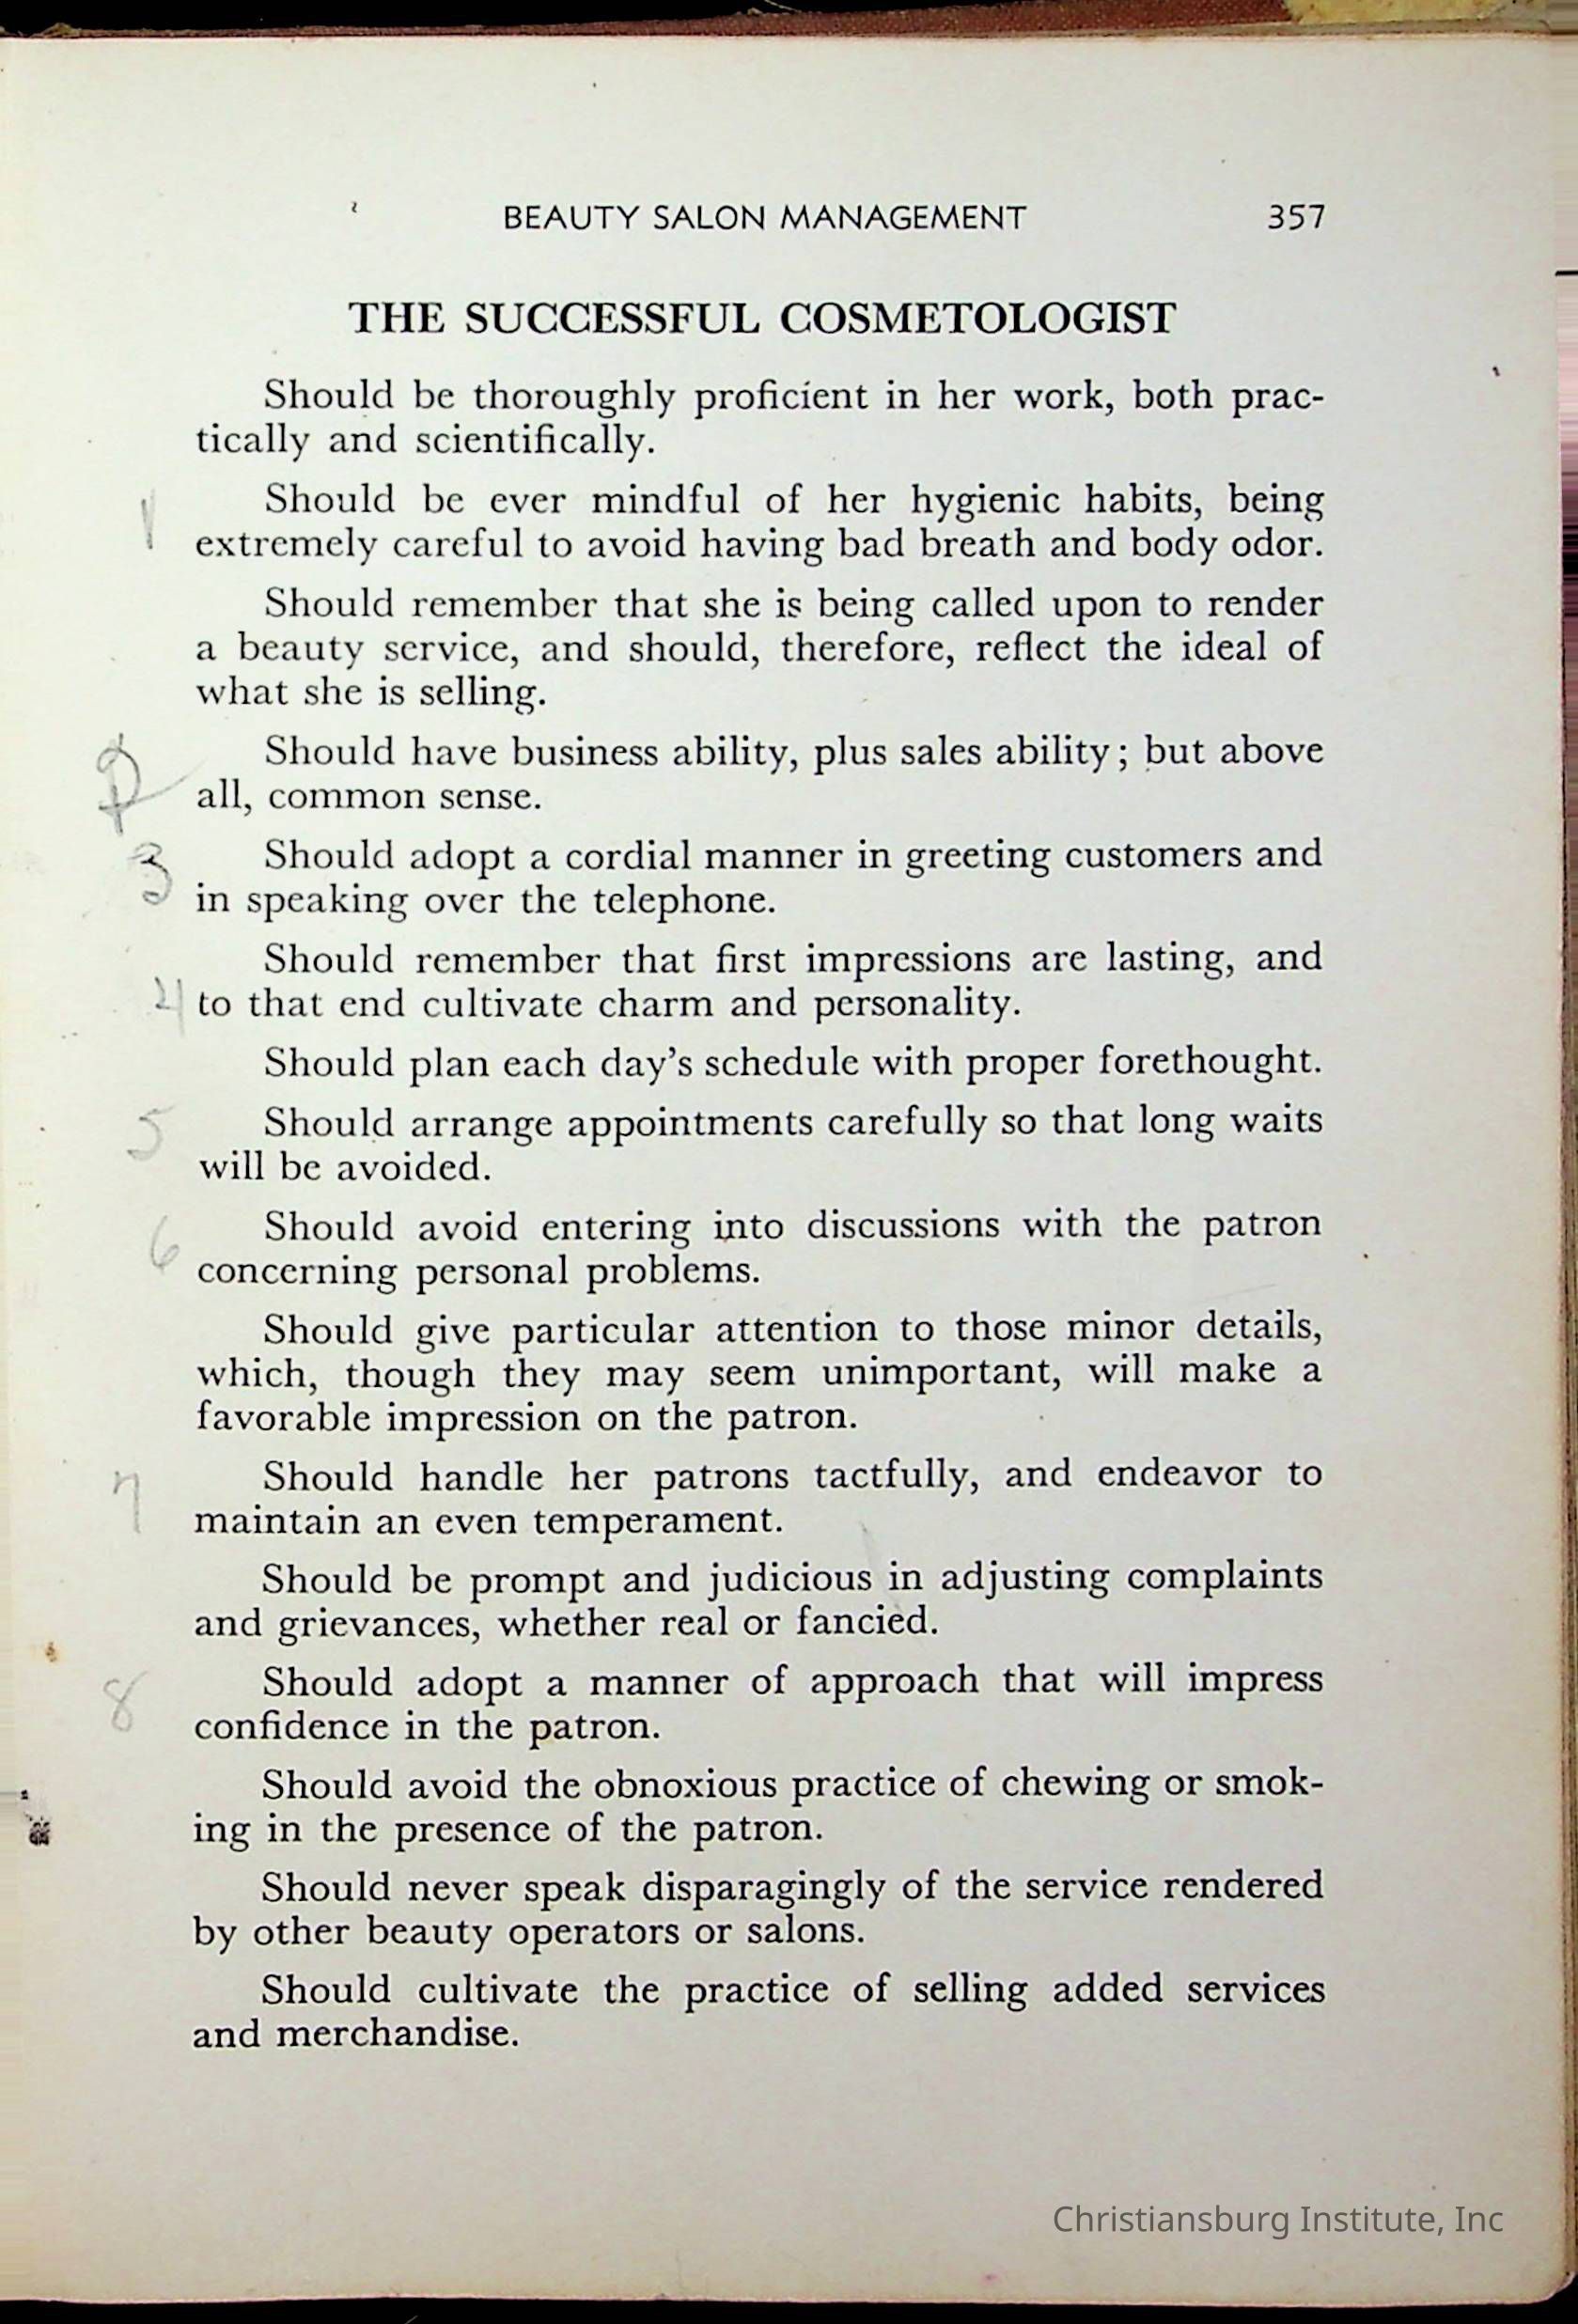 BEAUTY SALON MANAGEMENT 357
THE SUCCESSFUL COSMETOLOGIST
Should be thoroughly proficient in her work, both prac-
tically and scientifically.
1 Should be ever mindful of her hygienic habits, being
extremely careful to avoid having bad breath and body odor.
Should remember that she is being called upon to render
a beauty service, and should, therefore, reflect the ideal of
what she is selling.
2 Should have business ability, plus sales ability; but above
all, common sense.
3 Should adopt a cordial manner in greeting customers and
in speaking over the telephone.
Should remember that first impressions are lasting, and
4 to that end cultivate charm and personality.
Should plan each day's schedule with proper forethought.
5 Should arrange appointments carefully so that long waits
will be avoided.
6 Should avoid entering into discussions with the patron
concerning personal problems.
Should give particular attention to those minor details,
which, though they may seem unimportant, will make a
favorable impression on the patron.
7 Should handle her patrons tactfully, and endeavor to
maintain an even temperament.
Should be prompt and judicious in adjusting complaints
and grievances, whether real or fancied.
8 Should adopt a manner of approach that will impress
confidence in the patron.
Should avoid the obnoxious practice of chewing or smok-
ing in the presence of the patron.
Should never speak disparagingly of the service rendered
by other beauty operators or salons.
Should cultivate the practice of selling added services
and merchandise.
Christiansburg Institute, Inc